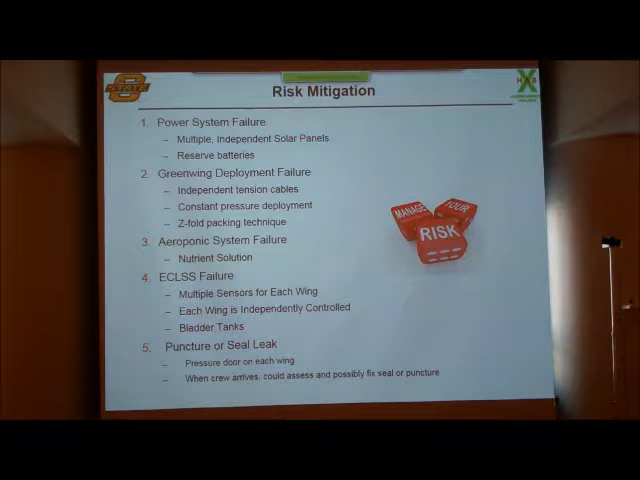 STATE
X
H B
Risk Mitigation
1. Power System Failure
– Multiple, Independent Solar Panels
– Reserve batteries
2. Greenwing Deployment Failure
– Independent tension cables
– Constant pressure deployment
– Z-fold packing technique
3. Aeroponic System Failure
– Nutrient Solution
4. ECLSS Failure
– Multiple Sensors for Each Wing
– Each Wing is Independently Controlled
– Bladder Tanks
5. Puncture or Seal Leak
– Pressure door on each wing
– When crew arrives, could assess and possibly fix seal or puncture
MANAGE
YOUR
RISK